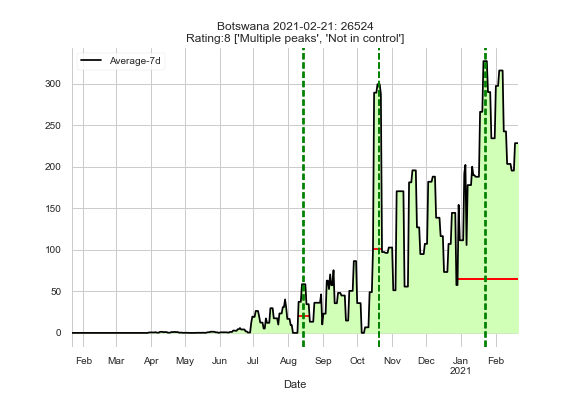 Botswana 2021-02-21: 26524
Rating:8 ['Multiple peaks', 'Not in control']
Average-7d
300
250
200
150
100
50
0
Feb Mar Apr May Jun Jul Aug Sep Oct Nov Dec Jan Feb
2021
Date